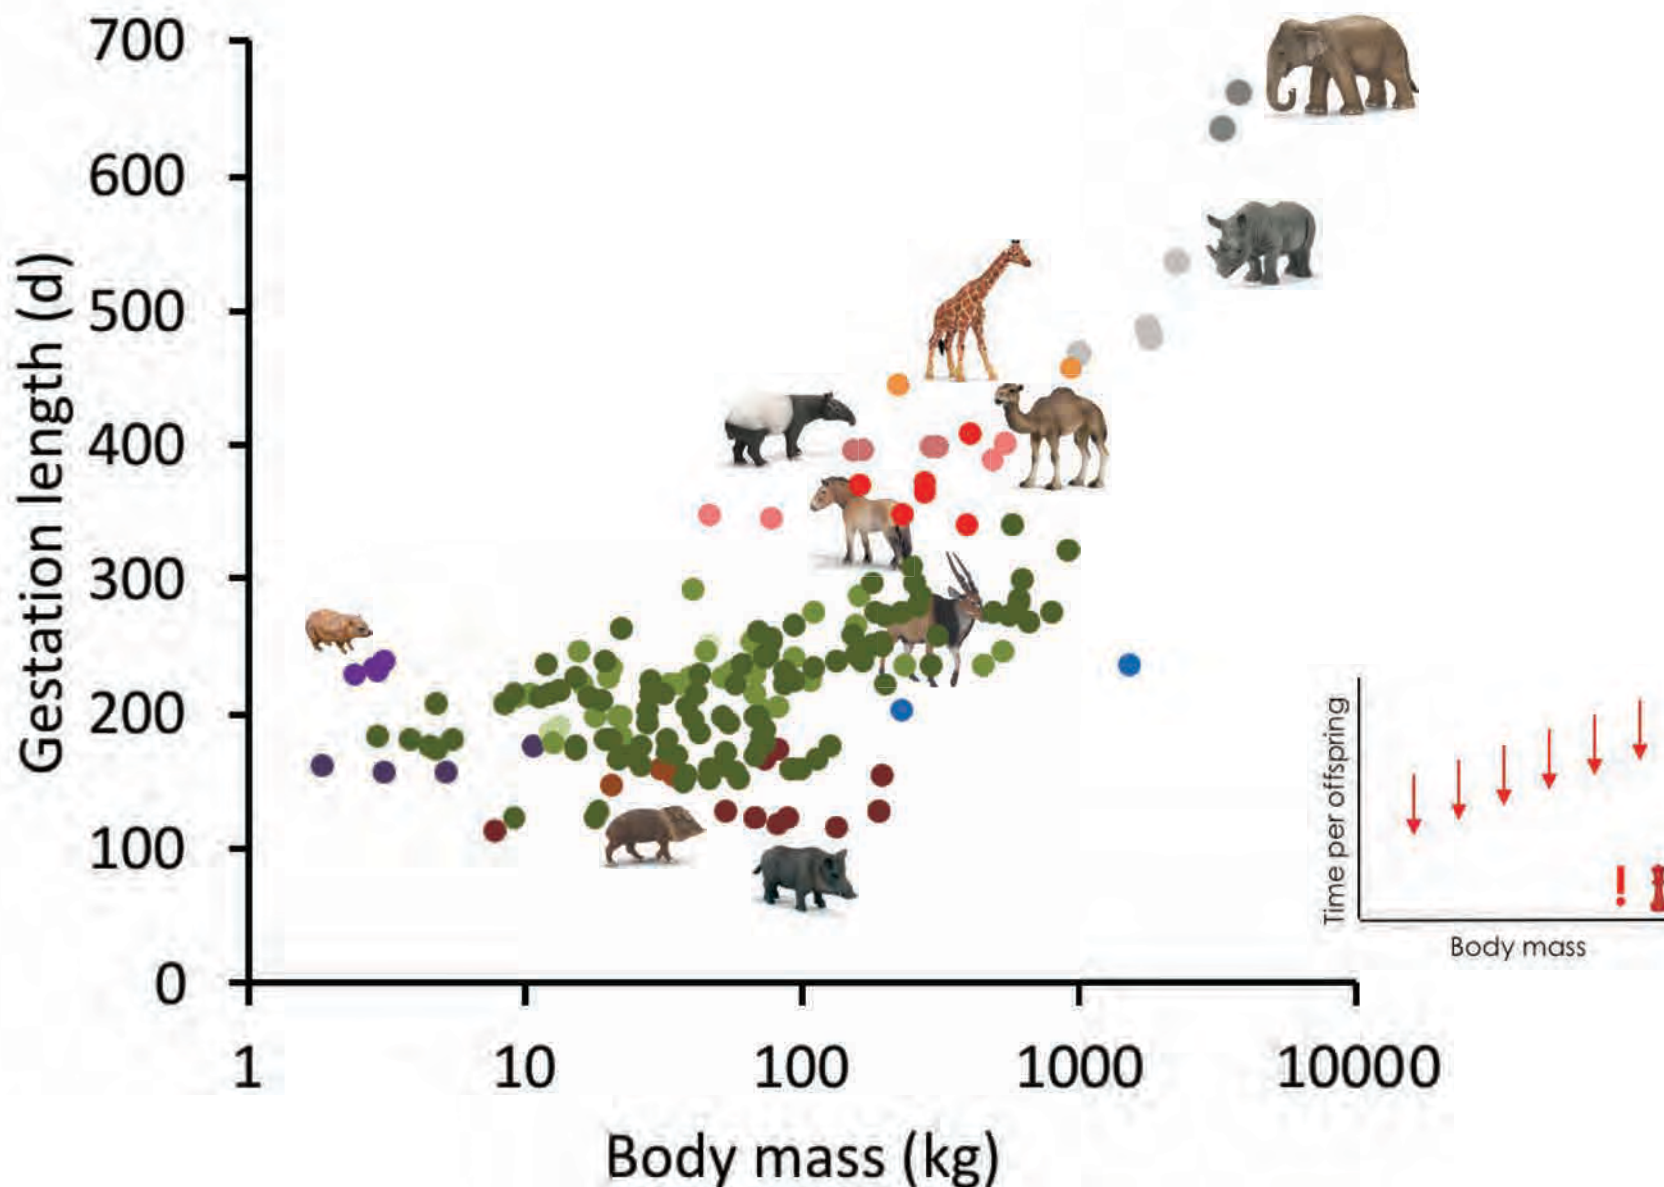 Gestation length (d)
700
600
500
400
300
200
100
0
1 10 100 1000 10000
Body mass (kg)
Time per offspring
!
Body mass